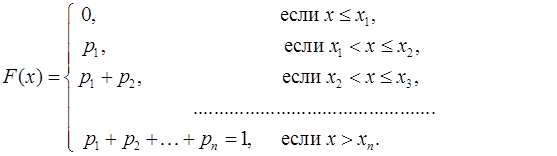 0, если x ≤ x₁,
p₁, если x₁ < x ≤ x₂,
F(x) = { p₁ + p₂, если x₂ < x ≤ x₃,
...............................................
p₁ + p₂ + … + pₙ = 1, если x > xₙ.